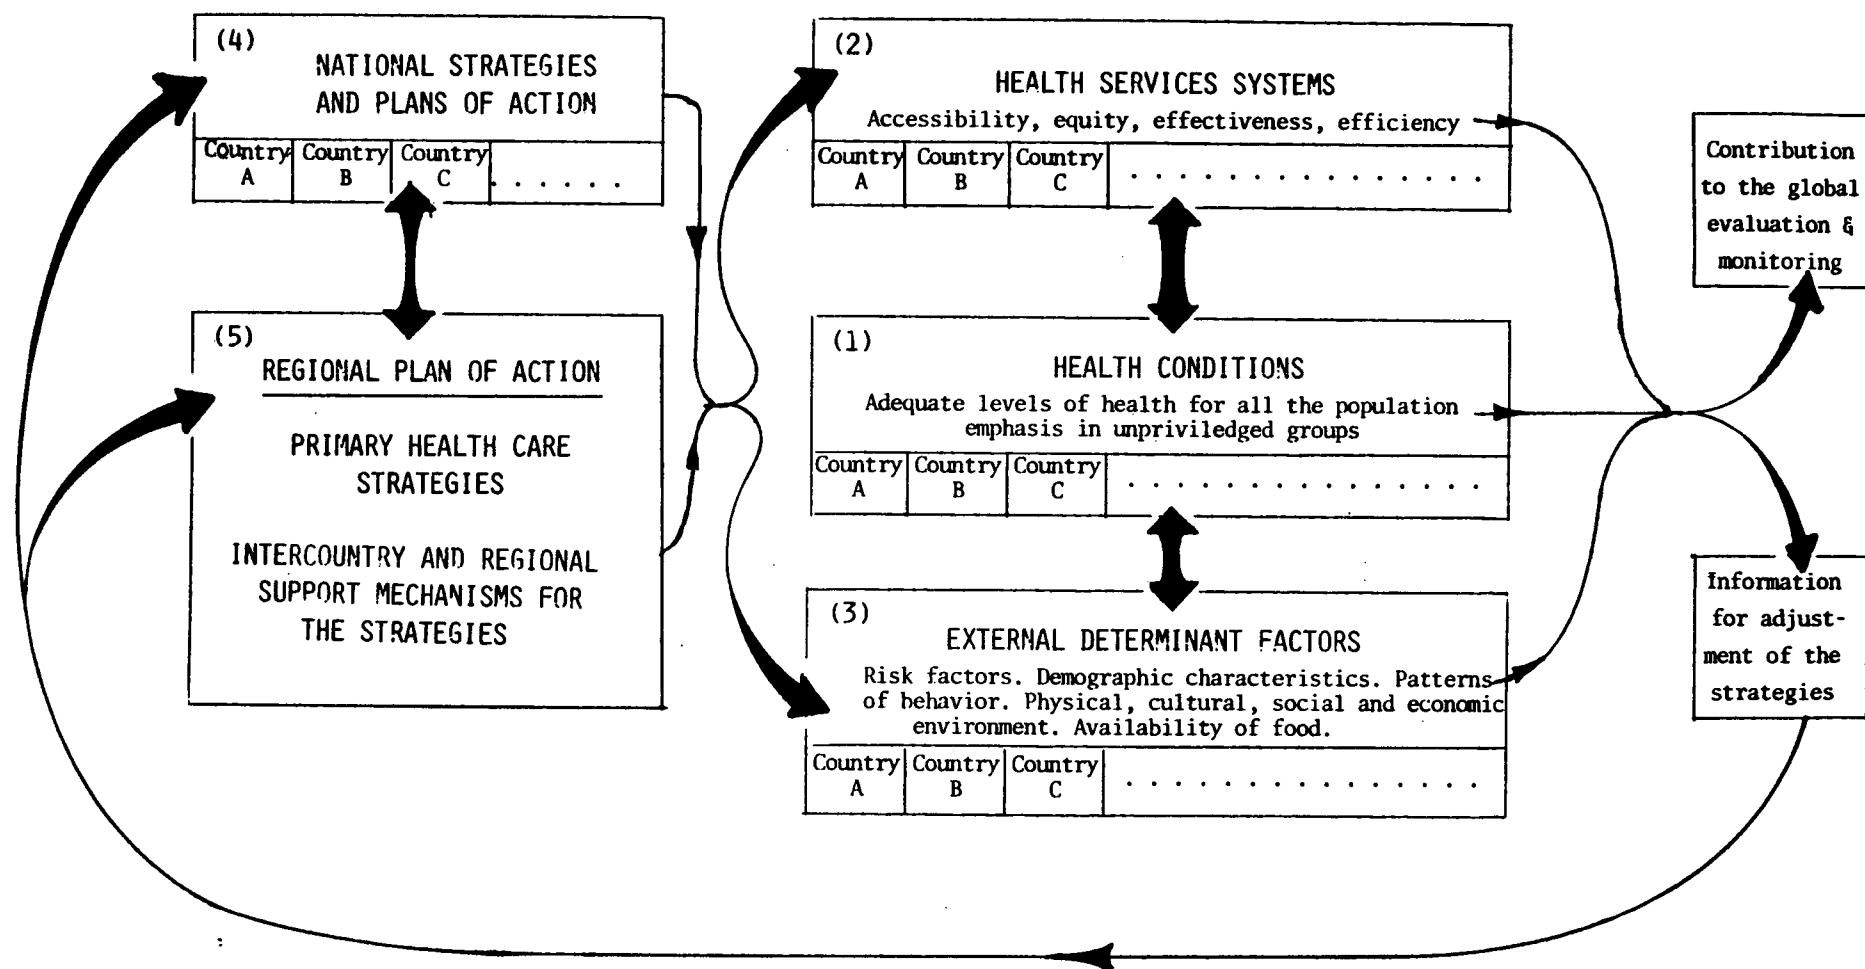 (4)
NATIONAL STRATEGIES
AND PLANS OF ACTION
Country A
Country B
Country C
. . . . . .
(5)
REGIONAL PLAN OF ACTION
PRIMARY HEALTH CARE
STRATEGIES
INTERCOUNTRY AND REGIONAL
SUPPORT MECHANISMS FOR
THE STRATEGIES
(2)
HEALTH SERVICES SYSTEMS
Accessibility, equity, effectiveness, efficiency
Country A
Country B
Country C
. . . . . . . . . . . . . . .
(1)
HEALTH CONDITIONS
Adequate levels of health for all the population
emphasis in unpriviledged groups
Country A
Country B
Country C
. . . . . . . . . . . . . . .
(3)
EXTERNAL DETERMINANT FACTORS
Risk factors. Demographic characteristics. Patterns
of behavior. Physical, cultural, social and economic
environment. Availability of food.
Country A
Country B
Country C
. . . . . . . . . . . . . . .
Contribution
to the global
evaluation &
monitoring
Information
for adjust-
ment of the
strategies